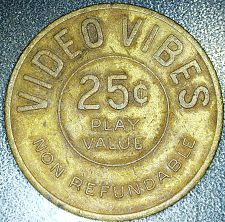 VIDEO VIBES
25¢
PLAY
VALUE
NON REFUNDABLE